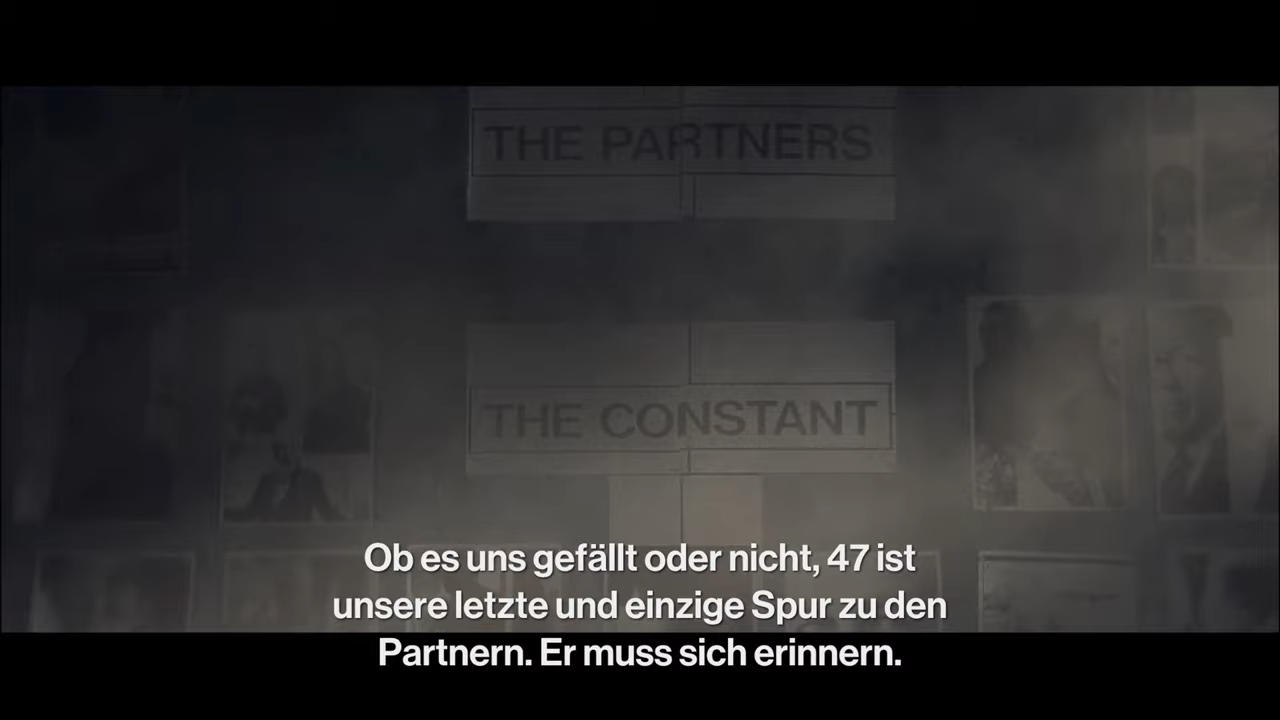 THE PARTNERS
THE CONSTANT
Ob es uns gefällt oder nicht, 47 ist
unsere letzte und einzige Spur zu den
Partnern. Er muss sich erinnern.